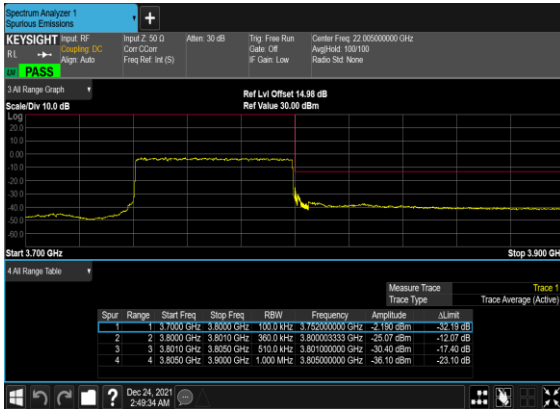 Spectrum Analyzer 1
Spurious Emissions
+
KEYSIGHT Input: RF Input Z: 50 Ω Atten: 30 dB Trig: Free Run Center Freq: 22.005000000 GHz
RL Coupling: DC Corr CCorr Gate: Off Avg|Hold: 100/100
Align: Auto Freq Ref: Int (S) IF Gain: Low Radio Std: None
PASS
3 All Range Graph
Ref Lvl Offset 14.98 dB
Scale/Div 10.0 dB Ref Value 30.00 dBm
Log
20.0
10.0
0.00
-10.0
-20.0
-30.0
-40.0
-50.0
-60.0
Start 3.700 GHz Stop 3.900 GHz
4 All Range Table
Measure Trace Trace 1
Trace Type Trace Average (Active)
Spur Range Start Freq Stop Freq RBW Frequency Amplitude ΔLimit
1 1 3.7000 GHz 3.8000 GHz 100.0 kHz 3.752000000 GHz -2.190 dBm -32.19 dB
2 2 3.8000 GHz 3.8010 GHz 360.0 kHz 3.800003333 GHz -25.07 dBm -12.07 dB
3 3 3.8010 GHz 3.8050 GHz 510.0 kHz 3.801000000 GHz -30.40 dBm -17.40 dB
4 4 3.8050 GHz 3.9000 GHz 1.000 MHz 3.805000000 GHz -36.10 dBm -23.10 dB
?
Dec 24, 2021
2:49:34 AM